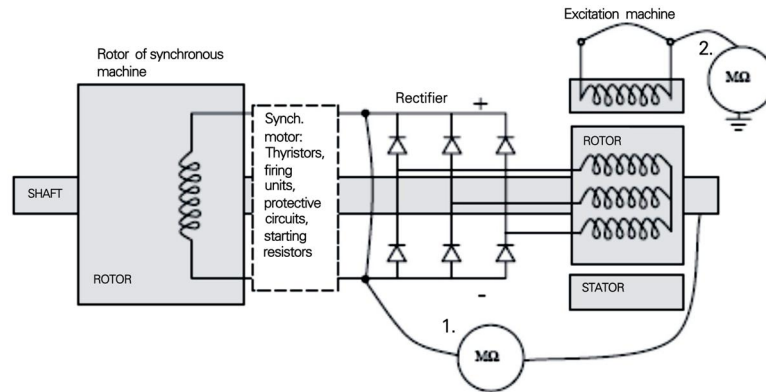 Excitation machine
2.
MΩ
Rotor of synchronous
machine
Rectifier
+
Synch.
motor:
Thyristors,
firing
units,
protective
circuits,
starting
resistors
ROTOR
SHAFT
ROTOR
STATOR
-
1.
MΩ